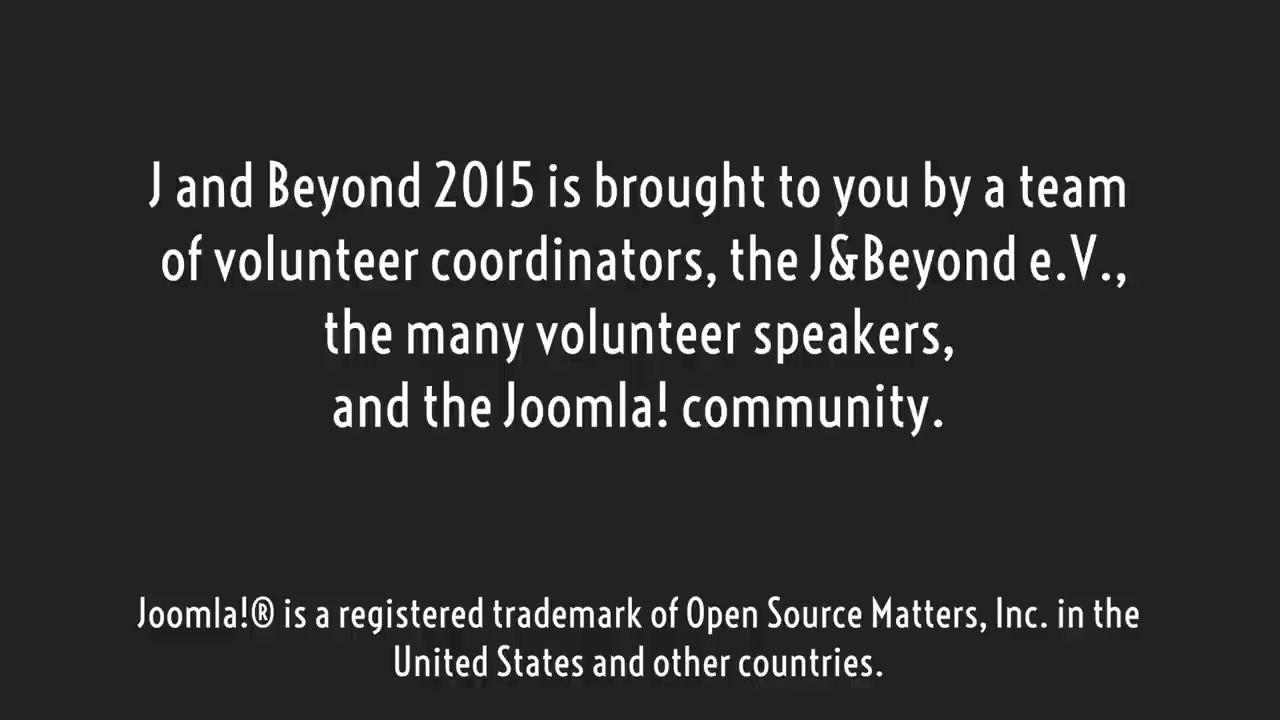 J and Beyond 2015 is brought to you by a team
of volunteer coordinators, the J&Beyond e.V.,
the many volunteer speakers,
and the Joomla! community.
Joomla!® is a registered trademark of Open Source Matters, Inc. in the
United States and other countries.